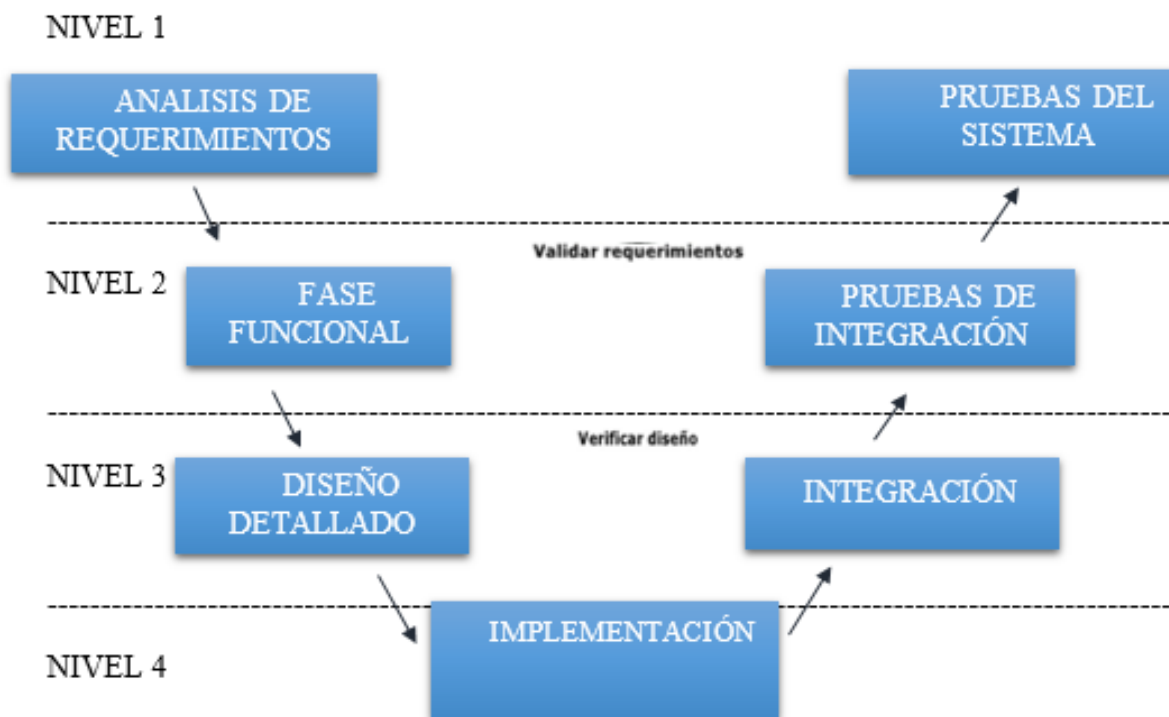 NIVEL 1
ANALISIS DE
REQUERIMIENTOS
PRUEBAS DEL
SISTEMA
Validar requerimientos
NIVEL 2
FASE
FUNCIONAL
PRUEBAS DE
INTEGRACIÓN
Verificar diseño
NIVEL 3
DISEÑO
DETALLADO
INTEGRACIÓN
IMPLEMENTACIÓN
NIVEL 4